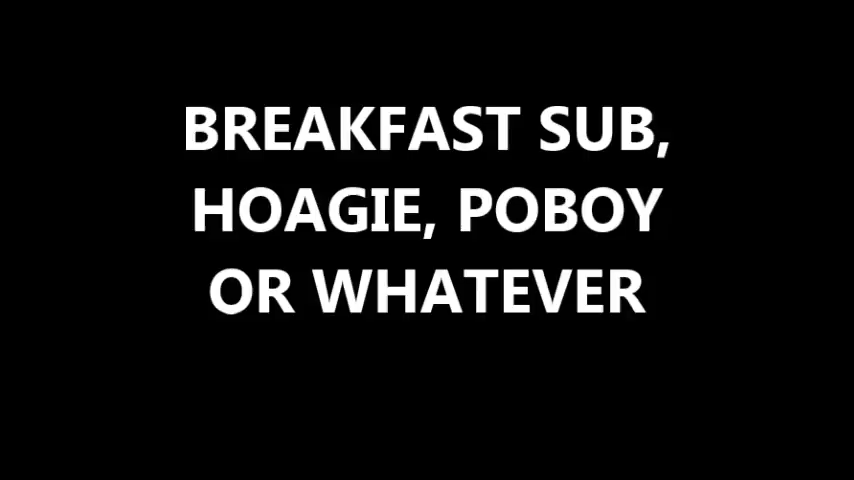 BREAKFAST SUB,
HOAGIE, POBOY
OR WHATEVER